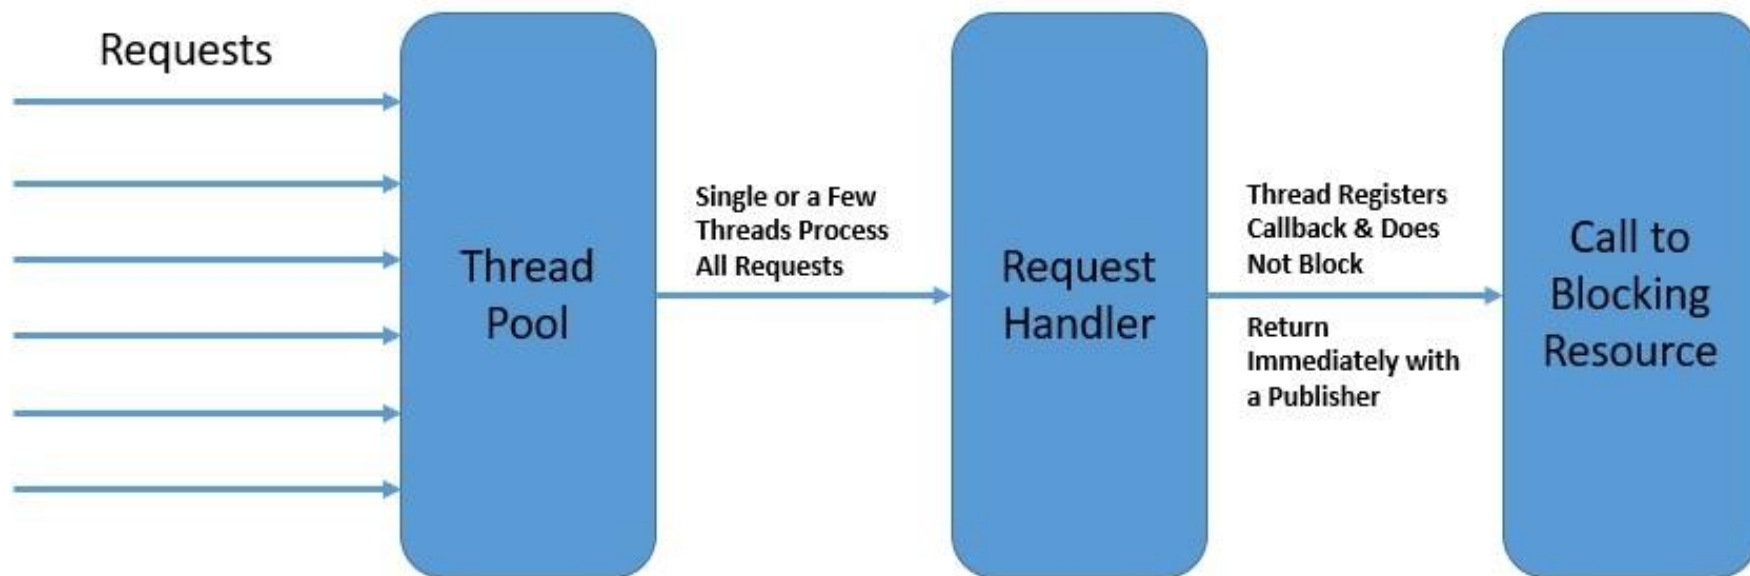 Requests
Thread
Pool
Single or a Few
Threads Process
All Requests
Request
Handler
Thread Registers
Callback & Does
Not Block
Return
Immediately with
a Publisher
Call to
Blocking
Resource